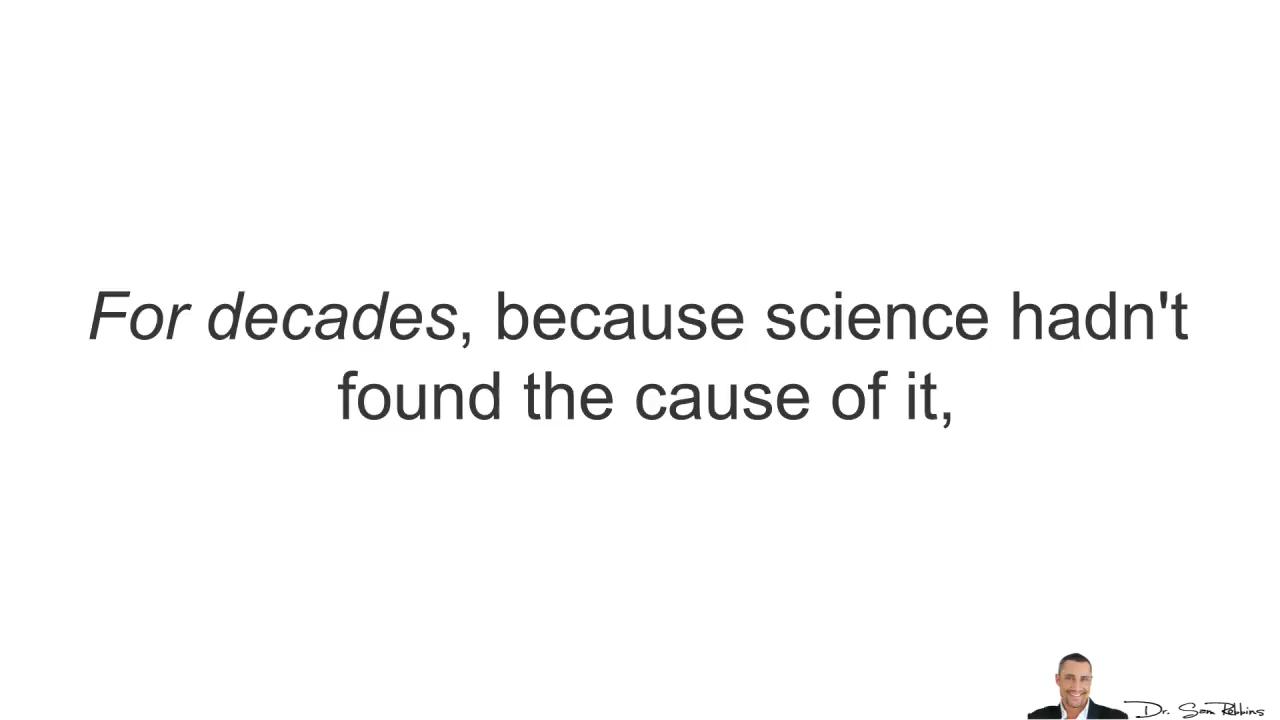 For decades, because science hadn't
found the cause of it,
Dr. Sam Robbins